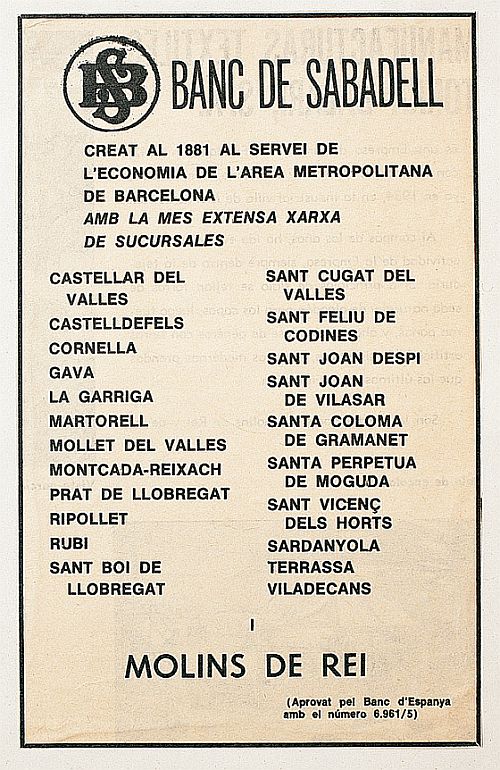 BSB BANC DE SABADELL
CREAT AL 1881 AL SERVEI DE
L'ECONOMIA DE L'AREA METROPOLITANA
DE BARCELONA
AMB LA MES EXTENSA XARXA
DE SUCURSALES
CASTELLAR DEL
VALLES
CASTELLDEFELS
CORNELLA
GAVA
LA GARRIGA
MARTORELL
MOLLET DEL VALLES
MONTCADA-REIXACH
PRAT DE LLOBREGAT
RIPOLLET
RUBI
SANT BOI DE
LLOBREGAT
SANT CUGAT DEL
VALLES
SANT FELIU DE
CODINES
SANT JOAN DESPI
SANT JOAN
DE VILASAR
SANTA COLOMA
DE GRAMANET
SANTA PERPETUA
DE MOGUDA
SANT VICENÇ
DELS HORTS
SARDANYOLA
TERRASSA
VILADECANS
I
MOLINS DE REI
(Aprovat pel Banc d'Espanya
amb el número 6.961/5)